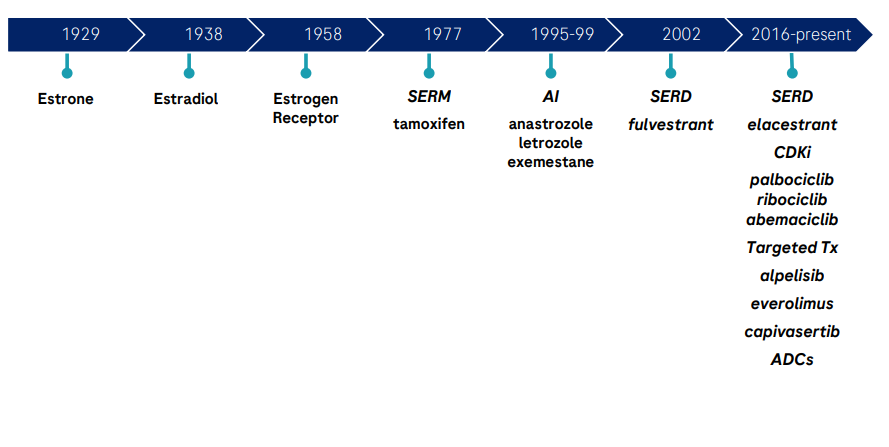 1929
1938
1958
1977
1995-99
2002
2016-present
Estrone
Estradiol
Estrogen
Receptor
SERM
tamoxifen
AI
anastrozole
letrozole
exemestane
SERD
fulvestrant
SERD
elacestrant
CDKi
palbociclib
ribociclib
abemaciclib
Targeted Tx
alpelisib
everolimus
capivasertib
ADCs